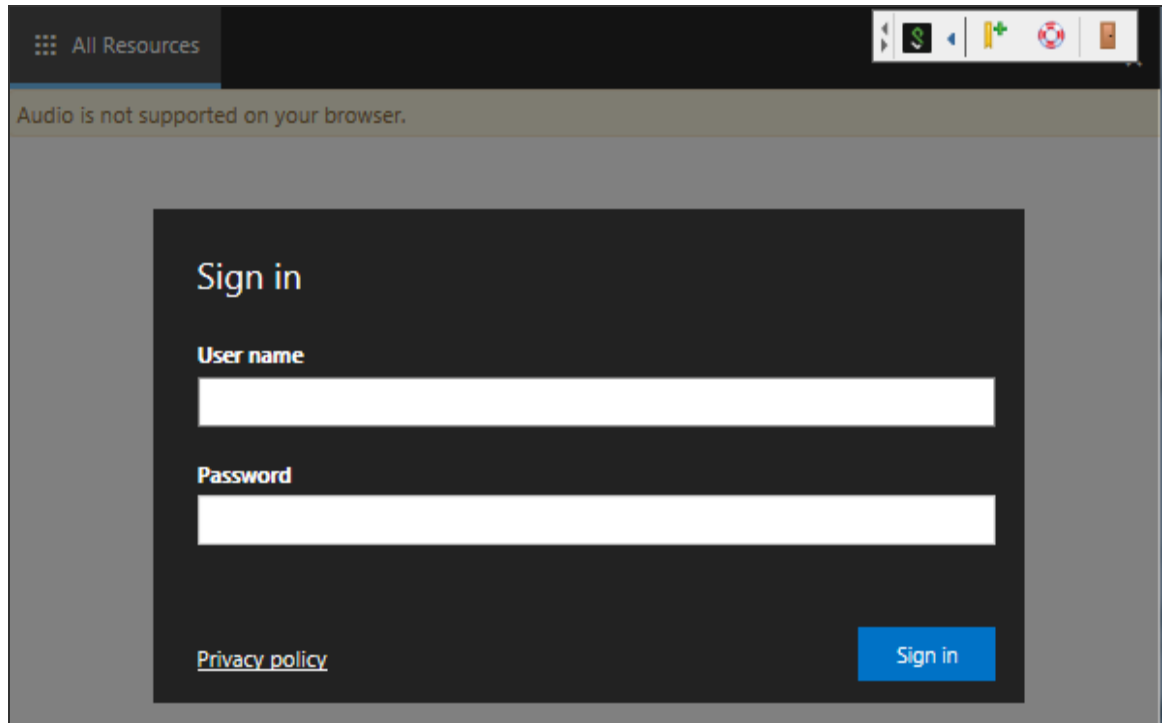 All Resources
Audio is not supported on your browser.
Sign in
User name
Password
Privacy policy
Sign in